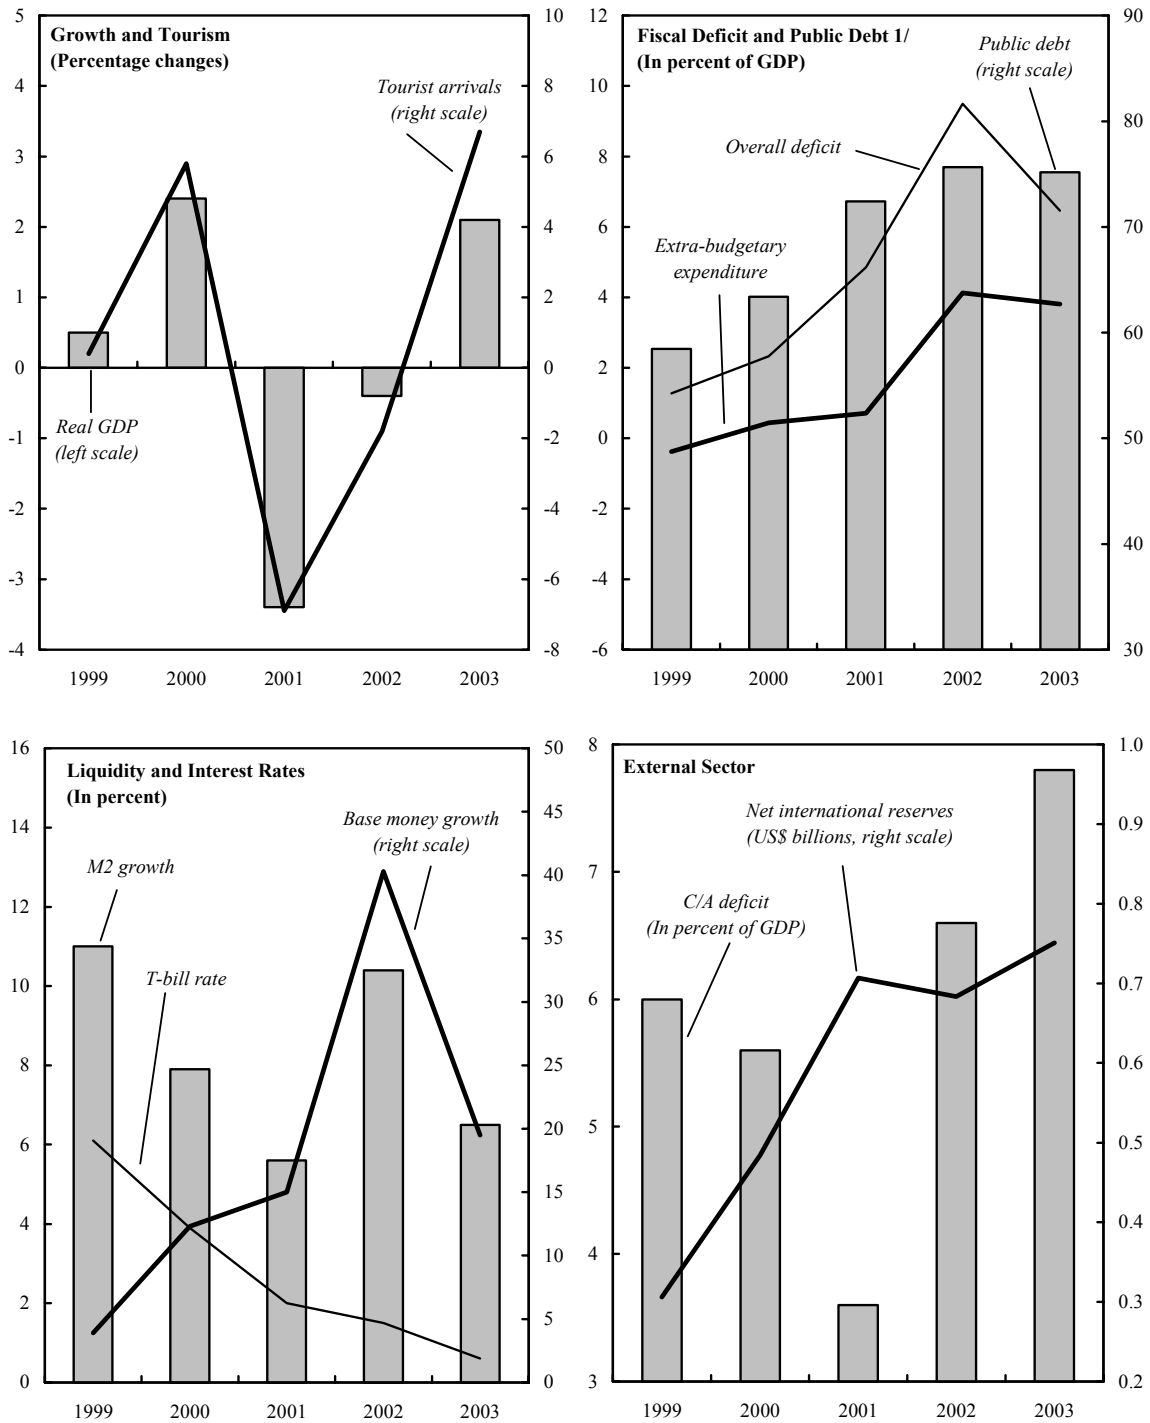 Growth and Tourism
(Percentage changes)
Tourist arrivals
(right scale)
Real GDP
(left scale)
5
4
3
2
1
0
-1
-2
-3
-4
10
8
6
4
2
0
-2
-4
-6
-8
1999 2000 2001 2002 2003
Fiscal Deficit and Public Debt 1/
(In percent of GDP)
Public debt
(right scale)
Overall deficit
Extra-budgetary
expenditure
12
10
8
6
4
2
0
-2
-4
-6
90
80
70
60
50
40
30
1999 2000 2001 2002 2003
Liquidity and Interest Rates
(In percent)
Base money growth
(right scale)
M2 growth
T-bill rate
16
14
12
10
8
6
4
2
0
50
45
40
35
30
25
20
15
10
5
0
1999 2000 2001 2002 2003
External Sector
Net international reserves
(US$ billions, right scale)
C/A deficit
(In percent of GDP)
8
7
6
5
4
3
1.0
0.9
0.8
0.7
0.6
0.5
0.4
0.3
0.2
1999 2000 2001 2002 2003